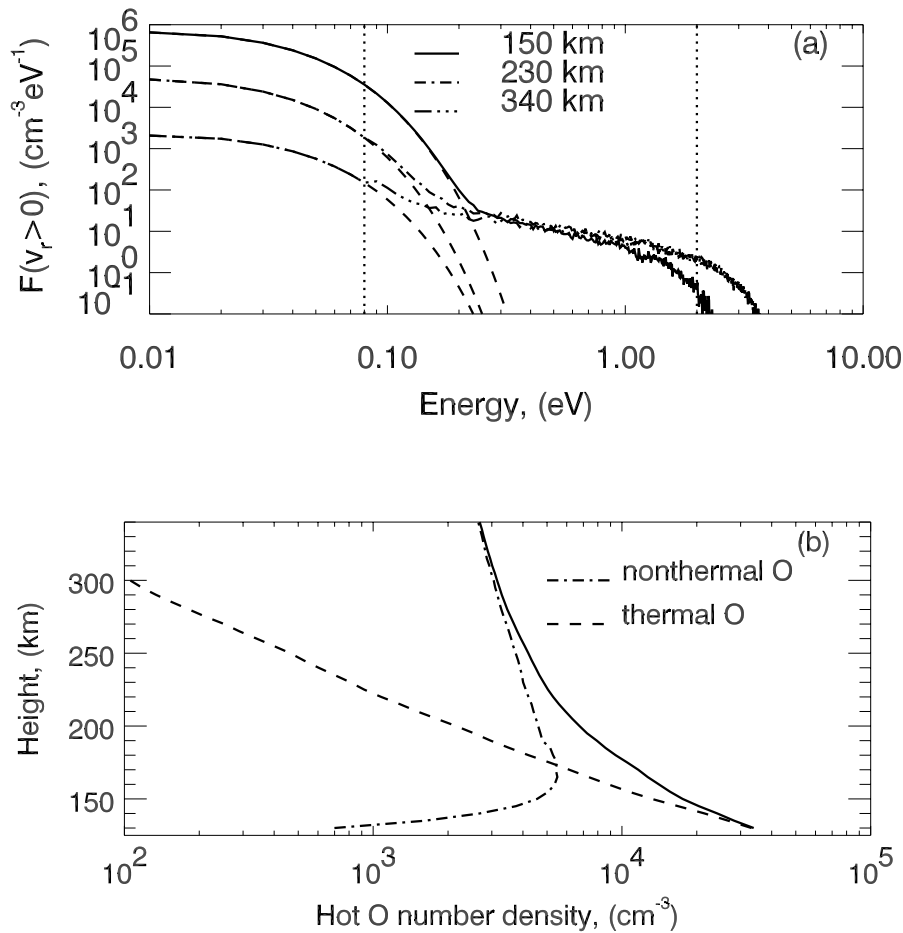 (a)
150 km
230 km
340 km
10^6
10^5
10^4
10^3
10^2
10^1
10^0
10^1
F(v_r>0), (cm^-3 eV^-1)
0.01 0.10 1.00 10.00
Energy, (eV)
(b)
nonthermal O
thermal O
300
250
200
150
Height, (km)
10^2 10^3 10^4 10^5
Hot O number density, (cm^-3)